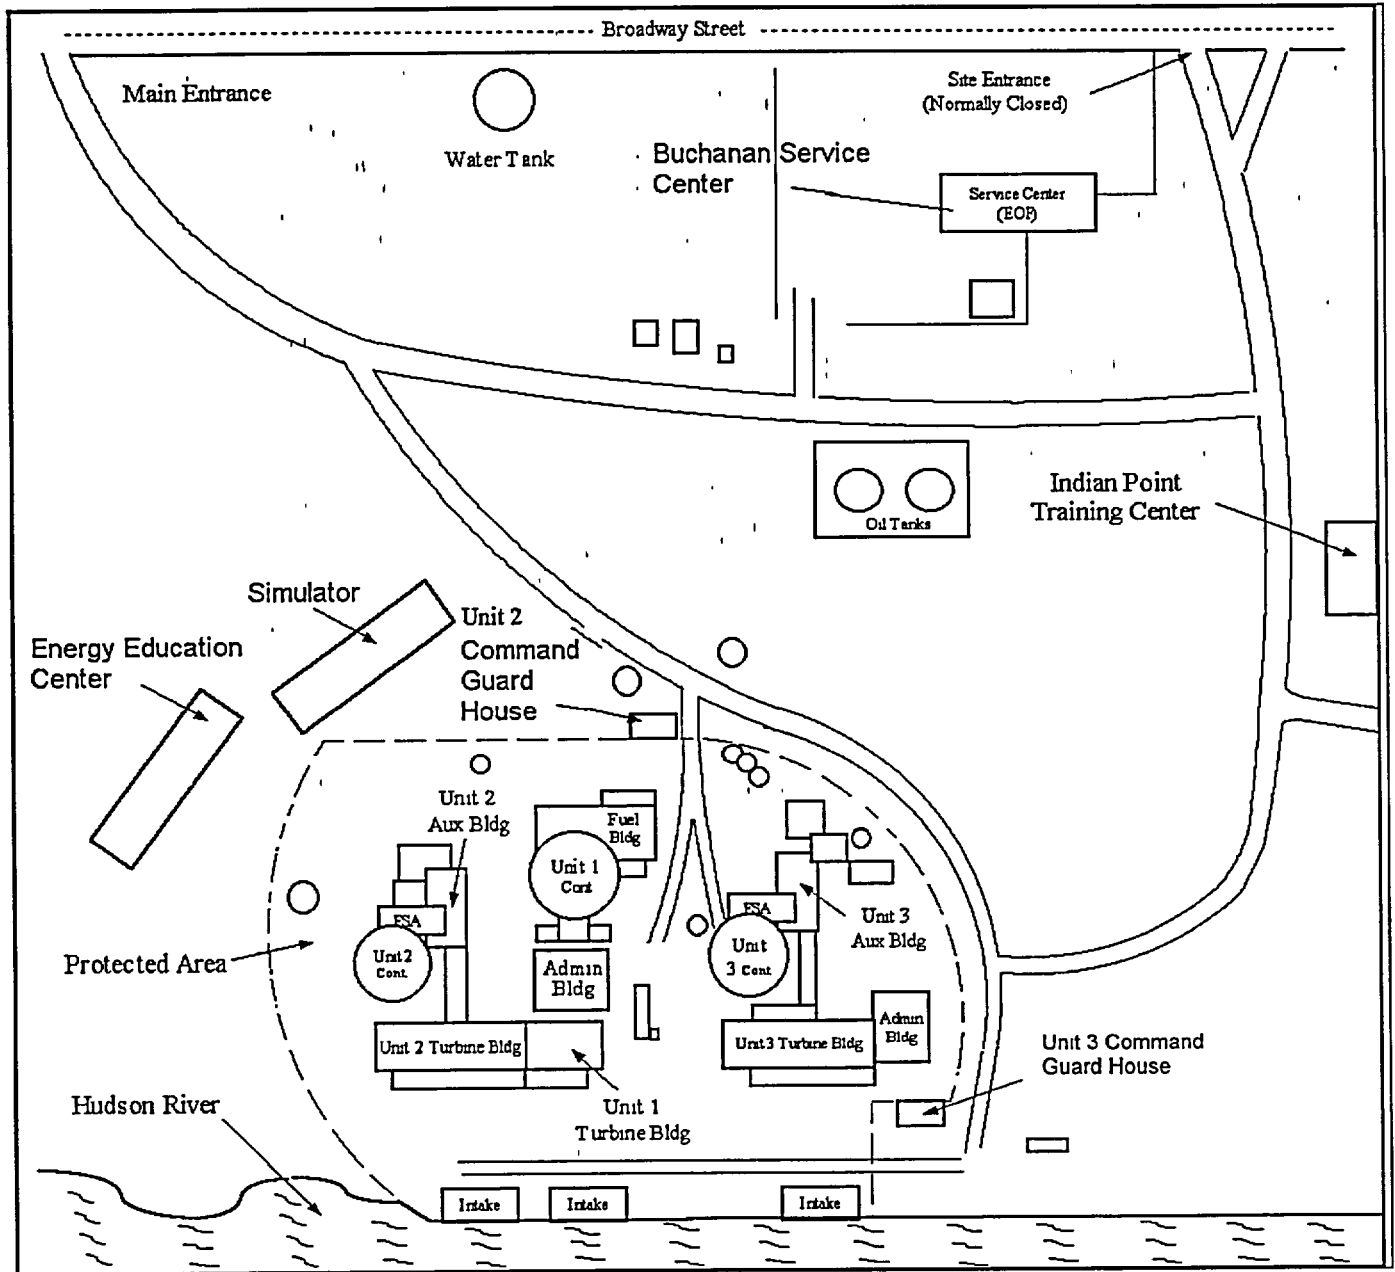 Broadway Street
Main Entrance
Water Tank
Site Entrance
(Normally Closed)
Buchanan Service
Center
Service Center
(EOF)
Oil Tanks
Indian Point
Training Center
Simulator
Energy Education
Center
Unit 2
Command
Guard
House
Unit 2
Aux Bldg
Fuel
Bldg
Unit 1
Cont
FSA
Unit 2
Cont
Admin
Bldg
FSA
Unit
3 Cont
Unit 3
Aux Bldg
Protected Area
Unit 2 Turbine Bldg
Unit 3 Turbine Bldg
Admin
Bldg
Unit 3 Command
Guard House
Unit 1
Turbine Bldg
Hudson River
Intake
Intake
Intake